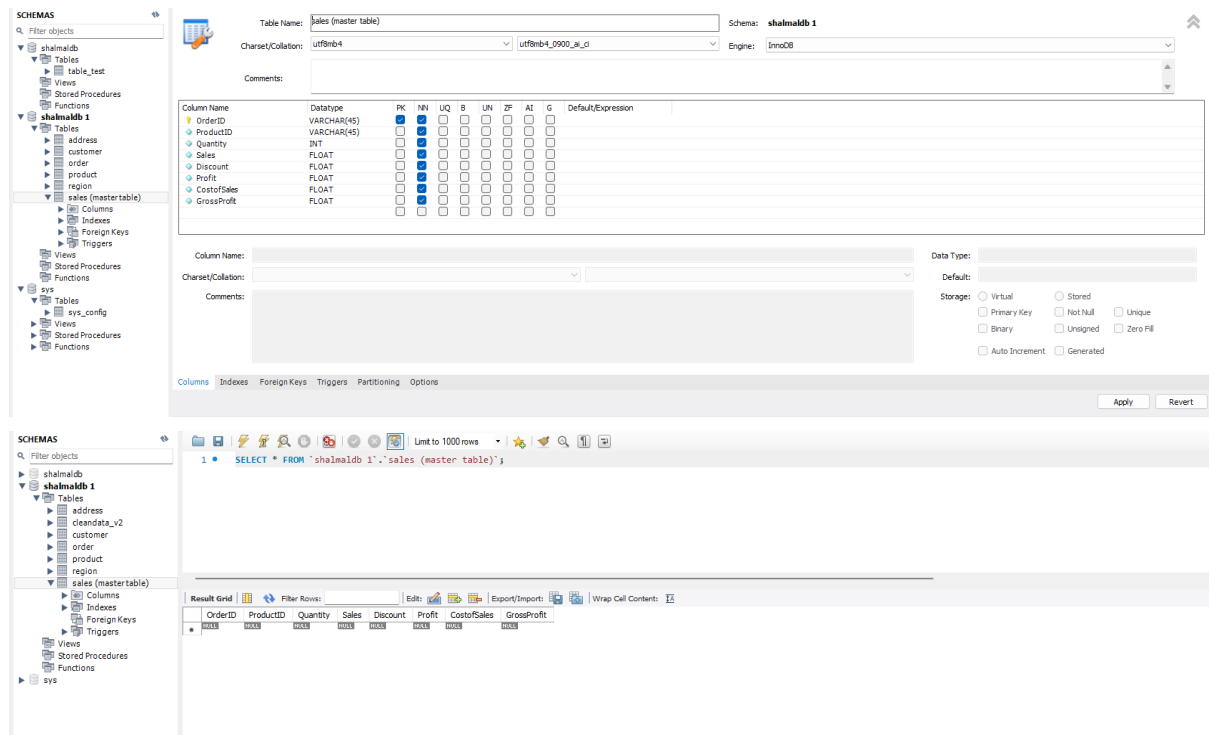 SCHEMAS
Filter objects
shalmaldb
Tables
table_test
Views
Stored Procedures
Functions
shalmaldb 1
Tables
address
customer
order
product
region
sales (master table)
Columns
Indexes
Foreign Keys
Triggers
Views
Stored Procedures
Functions
sys
Tables
sys_config
Views
Stored Procedures
Functions
Table Name: sales (master table) Schema: shalmaldb 1
Charset/Collation: utf8mb4 utf8mb4_0900_ai_ci Engine: InnoDB
Comments:
Column Name Datatype PK NN UQ B UN ZF AI G Default/Expression
OrderID VARCHAR(45)
ProductID VARCHAR(45)
Quantity INT
Sales FLOAT
Discount FLOAT
Profit FLOAT
CostofSales FLOAT
GrossProfit FLOAT
Column Name: Data Type:
Charset/Collation: Default:
Comments: Storage: Virtual Stored
Primary Key Not Null Unique
Binary Unsigned Zero Fill
Auto Increment Generated
Columns Indexes Foreign Keys Triggers Partitioning Options
Apply Revert
SCHEMAS
Filter objects
shalmaldb
shalmaldb 1
Tables
address
cleandata_v2
customer
order
product
region
sales (master table)
Columns
Indexes
Foreign Keys
Triggers
Views
Stored Procedures
Functions
sys
Limit to 1000 rows
1 SELECT * FROM `shalmaldb 1`.`sales (master table)`;
Result Grid Filter Rows: Edit: Export/Import: Wrap Cell Content:
OrderID ProductID Quantity Sales Discount Profit CostofSales GrossProfit
NULL NULL NULL NULL NULL NULL NULL NULL